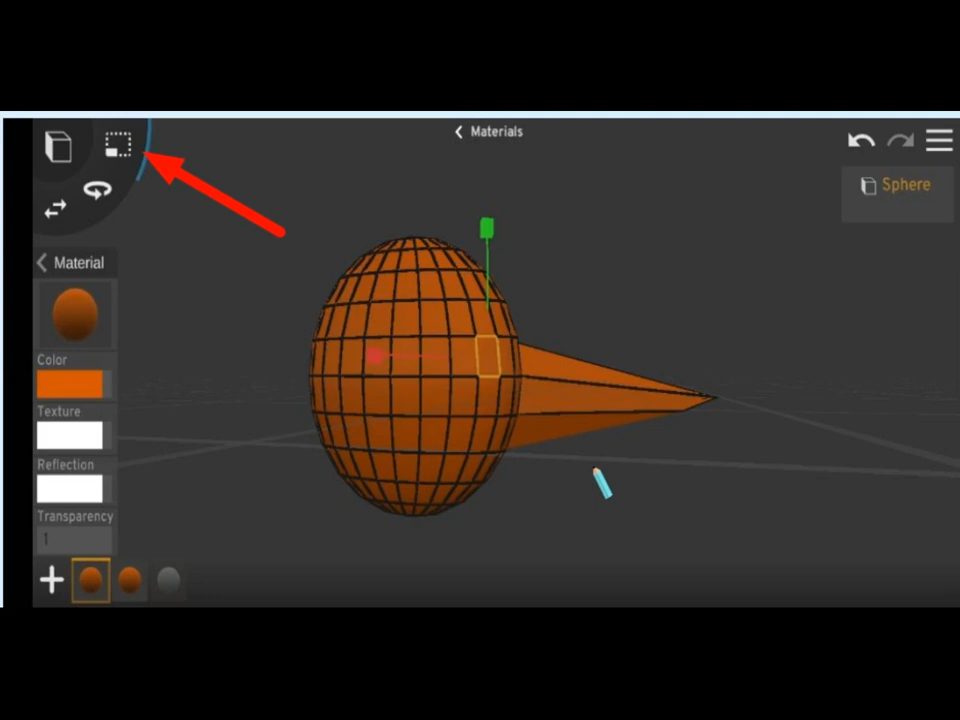 Materials
Sphere
Material
Color
Texture
Reflection
Transparency
1